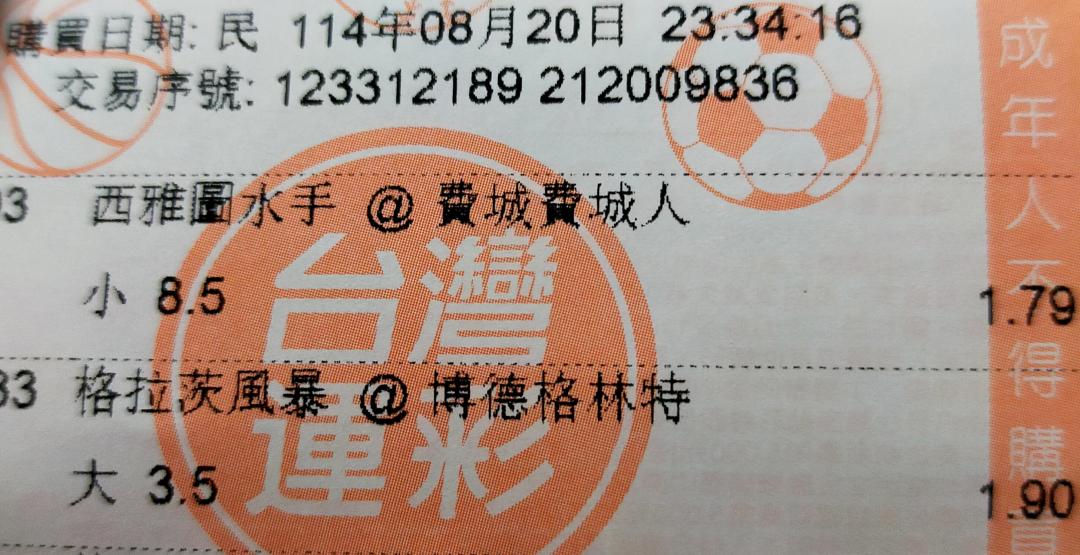 購買日期: 民 114年08月20日 23:34:16
交易序號: 123312189 212009836
03 西雅圖水手 @ 費城費城人
小 8.5 1.79
33 格拉茨風暴 @ 博德格林特
大 3.5 1.90
台灣
運彩
成年人不得購買